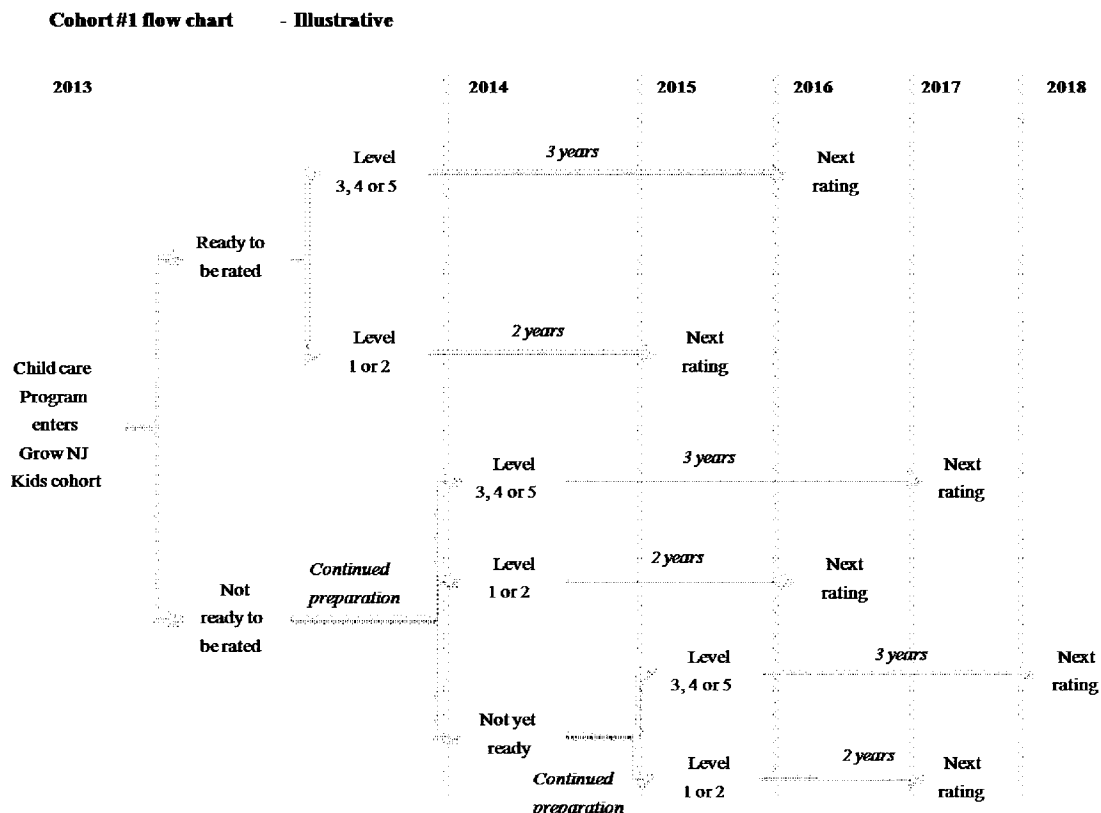 Cohort #1 flow chart - Illustrative
2013 2014 2015 2016 2017 2018
Level
3, 4 or 5
3 years
Next
rating
Ready to
be rated
Level
1 or 2
2 years
Next
rating
Child care
Program
enters
Grow NJ
Kids cohort
Level
3, 4 or 5
3 years
Next
rating
Not
ready to
be rated
Continued
preparation
Level
1 or 2
2 years
Next
rating
Level
3, 4 or 5
3 years
Next
rating
Not yet
ready
Continued
preparation
Level
1 or 2
2 years
Next
rating